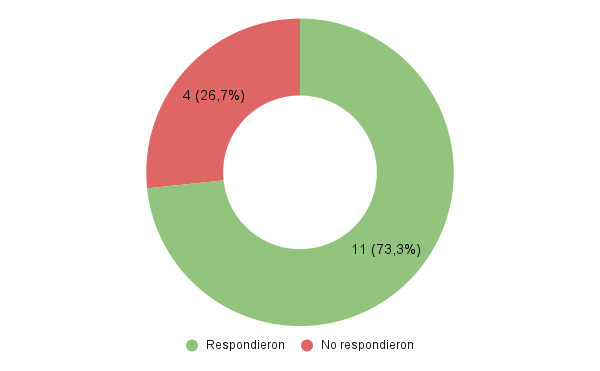 4 (26,7%)
11 (73,3%)
Respondieron
No respondieron